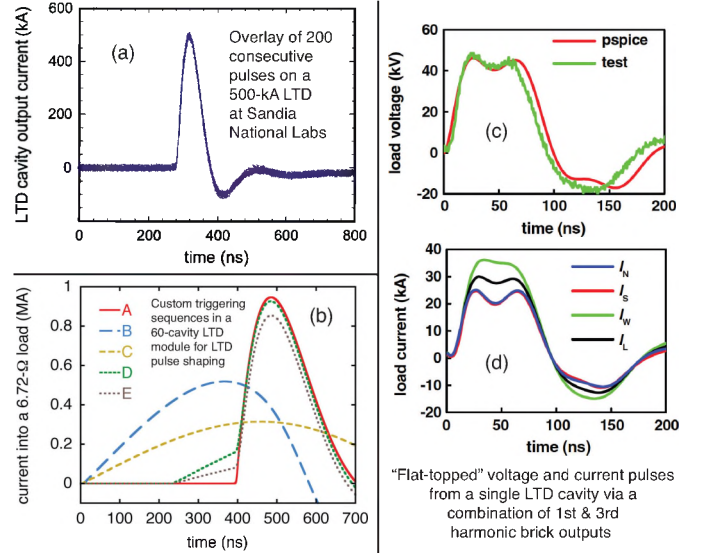 LTD cavity output current (kA)
600
400
200
0
(a)
Overlay of 200
consecutive
pulses on a
500-kA LTD
at Sandia
National Labs
0
200
400
600
800
time (ns)
current into a 6.72-Ω load (MA)
1
0.8
0.6
0.4
0.2
0
A
B
C
D
E
Custom triggering
sequences in a
60-cavity LTD
module for LTD
pulse shaping
(b)
0
100
200
300
400
500
600
700
time (ns)
load voltage (kV)
60
40
20
0
-20
pspice
test
(c)
0
50
100
150
200
time (ns)
load current (kA)
40
30
20
10
0
-10
-20
IN
IS
IW
IL
(d)
0
50
100
150
200
time (ns)
“Flat-topped” voltage and current pulses
from a single LTD cavity via a
combination of 1st & 3rd
harmonic brick outputs